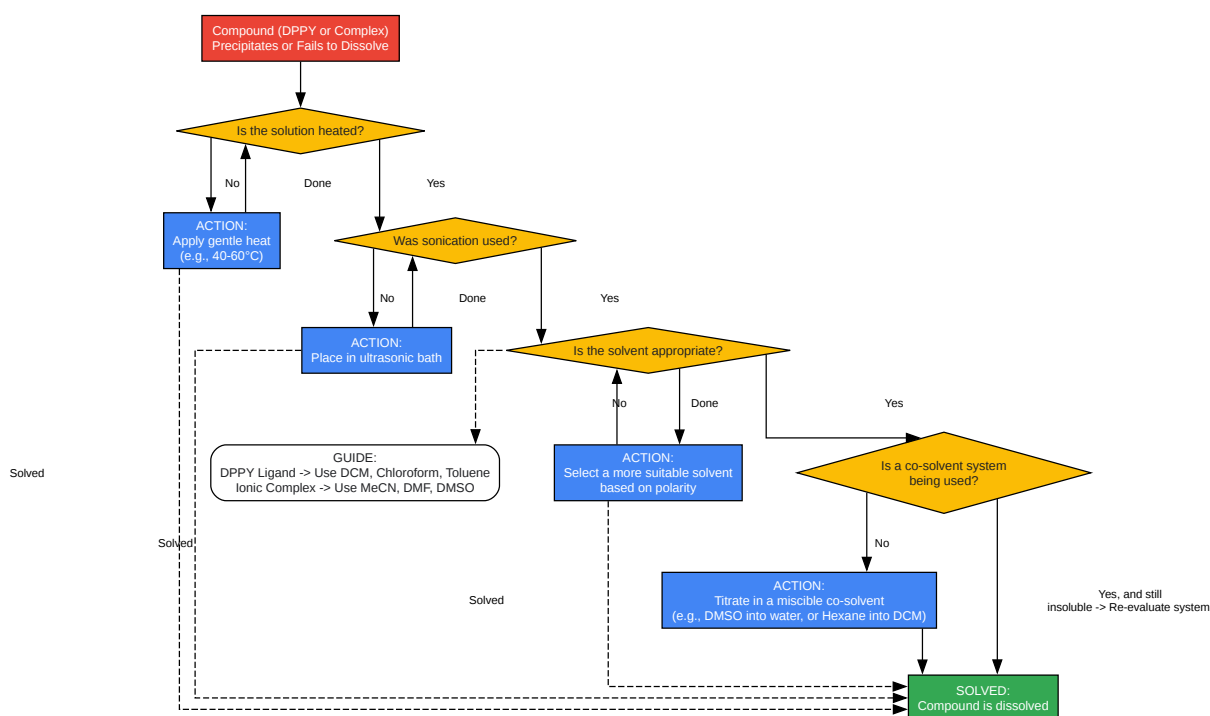 Compound (DPPY or Complex)
Precipitates or Fails to Dissolve
Is the solution heated?
No
Done
Yes
ACTION:
Apply gentle heat
(e.g., 40-60°C)
Was sonication used?
No
Done
Yes
ACTION:
Place in ultrasonic bath
Is the solvent appropriate?
No
Done
Yes
GUIDE:
DPPY Ligand -> Use DCM, Chloroform, Toluene
Ionic Complex -> Use MeCN, DMF, DMSO
ACTION:
Select a more suitable solvent
based on polarity
Is a co-solvent system
being used?
Solved
Solved
No
ACTION:
Titrate in a miscible co-solvent
(e.g., DMSO into water, or Hexane into DCM)
Solved
Yes, and still
insoluble -> Re-evaluate system
SOLVED:
Compound is dissolved